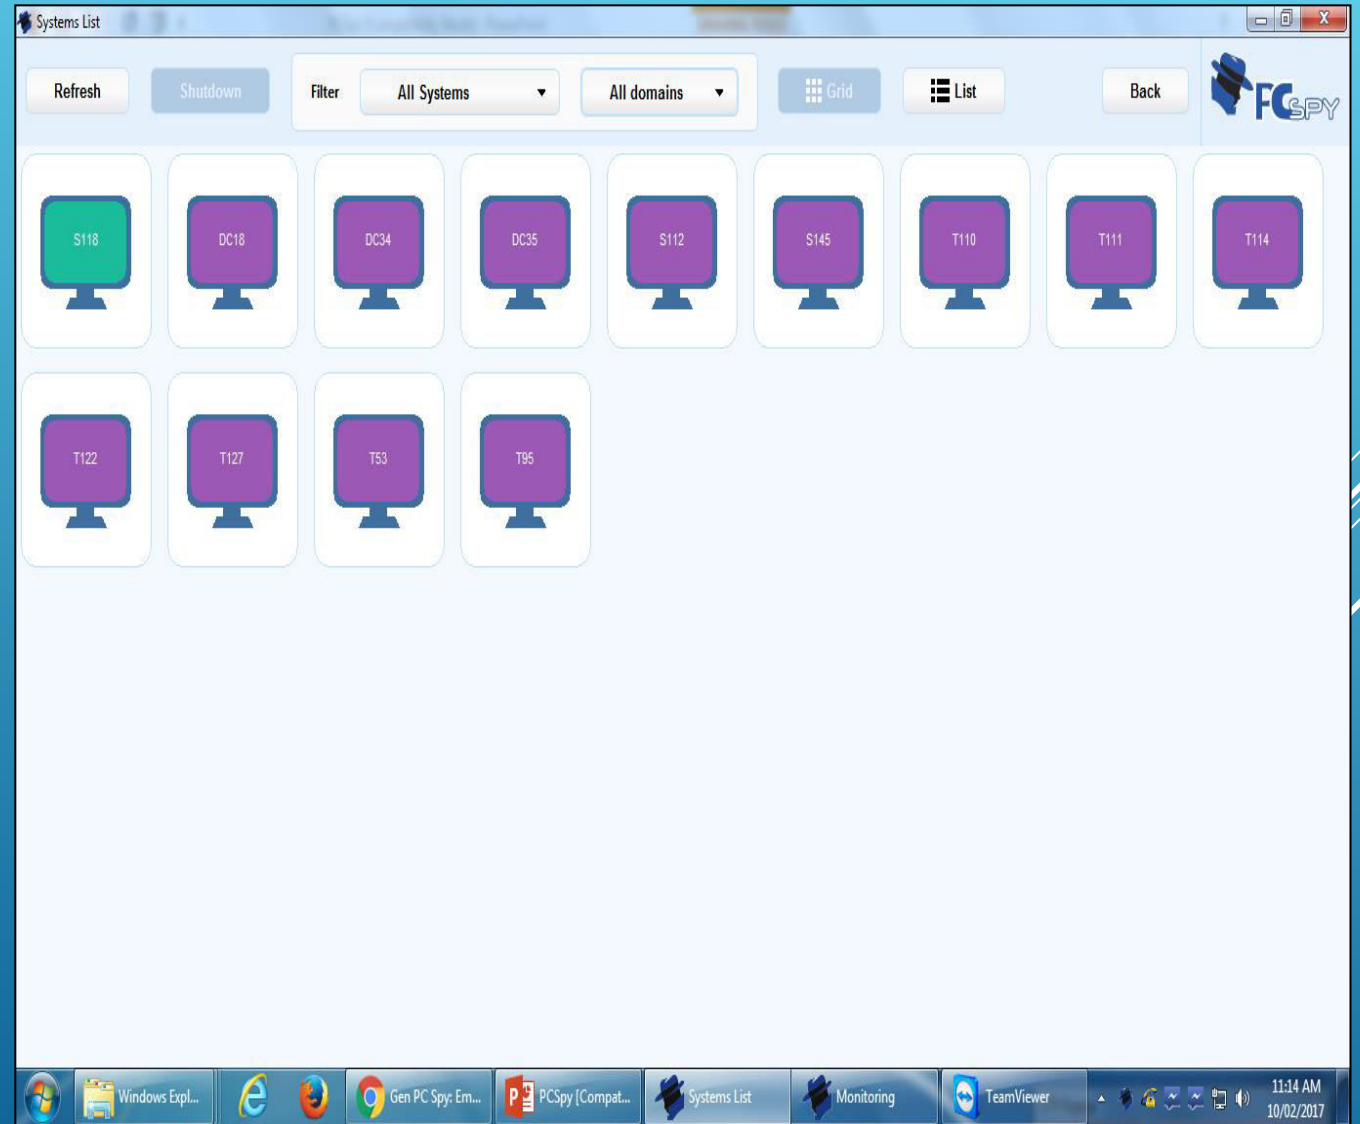 Systems List
Refresh
Shutdown
Filter
All Systems
All domains
Grid
List
Back
PCSPY
S118
DC18
DC34
DC35
S112
S145
T110
T111
T114
T122
T127
T53
T95
Windows Expl...
Gen PC Spy: Em...
PCSpy [Compat...
Systems List
Monitoring
TeamViewer
11:14 AM
10/02/2017